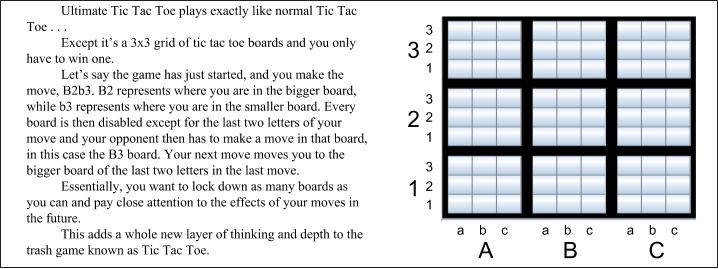 Ultimate Tic Tac Toe plays exactly like normal Tic Tac
Toe . . .
Except it's a 3x3 grid of tic tac toe boards and you only
have to win one.
Let's say the game has just started, and you make the
move, B2b3. B2 represents where you are in the bigger board,
while b3 represents where you are in the smaller board. Every
board is then disabled except for the last two letters of your
move and your opponent then has to make a move in that board,
in this case the B3 board. Your next move moves you to the
bigger board of the last two letters in the last move.
Essentially, you want to lock down as many boards as
you can and pay close attention to the effects of your moves in
the future.
This adds a whole new layer of thinking and depth to the
trash game known as Tic Tac Toe.
3
3 2
1
3
2 2
1
3
1 2
1
a b c a b c a b c
A B C